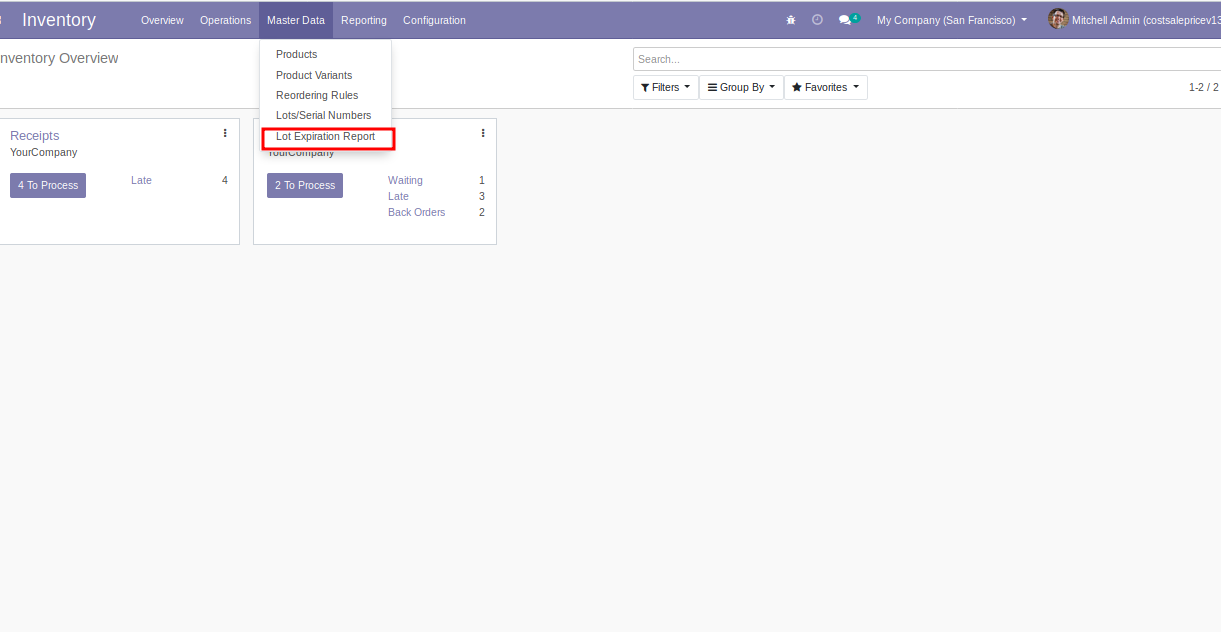 Inventory Overview Operations Master Data Reporting Configuration 4 My Company (San Francisco) Mitchell Admin (costsalepricev13
nventory Overview
Search...
Filters Group By Favorites 1-2 / 2
Products
Product Variants
Reordering Rules
Lots/Serial Numbers
Lot Expiration Report
Receipts
YourCompany
4 To Process
Late 4
YourCompany
2 To Process
Waiting 1
Late 3
Back Orders 2